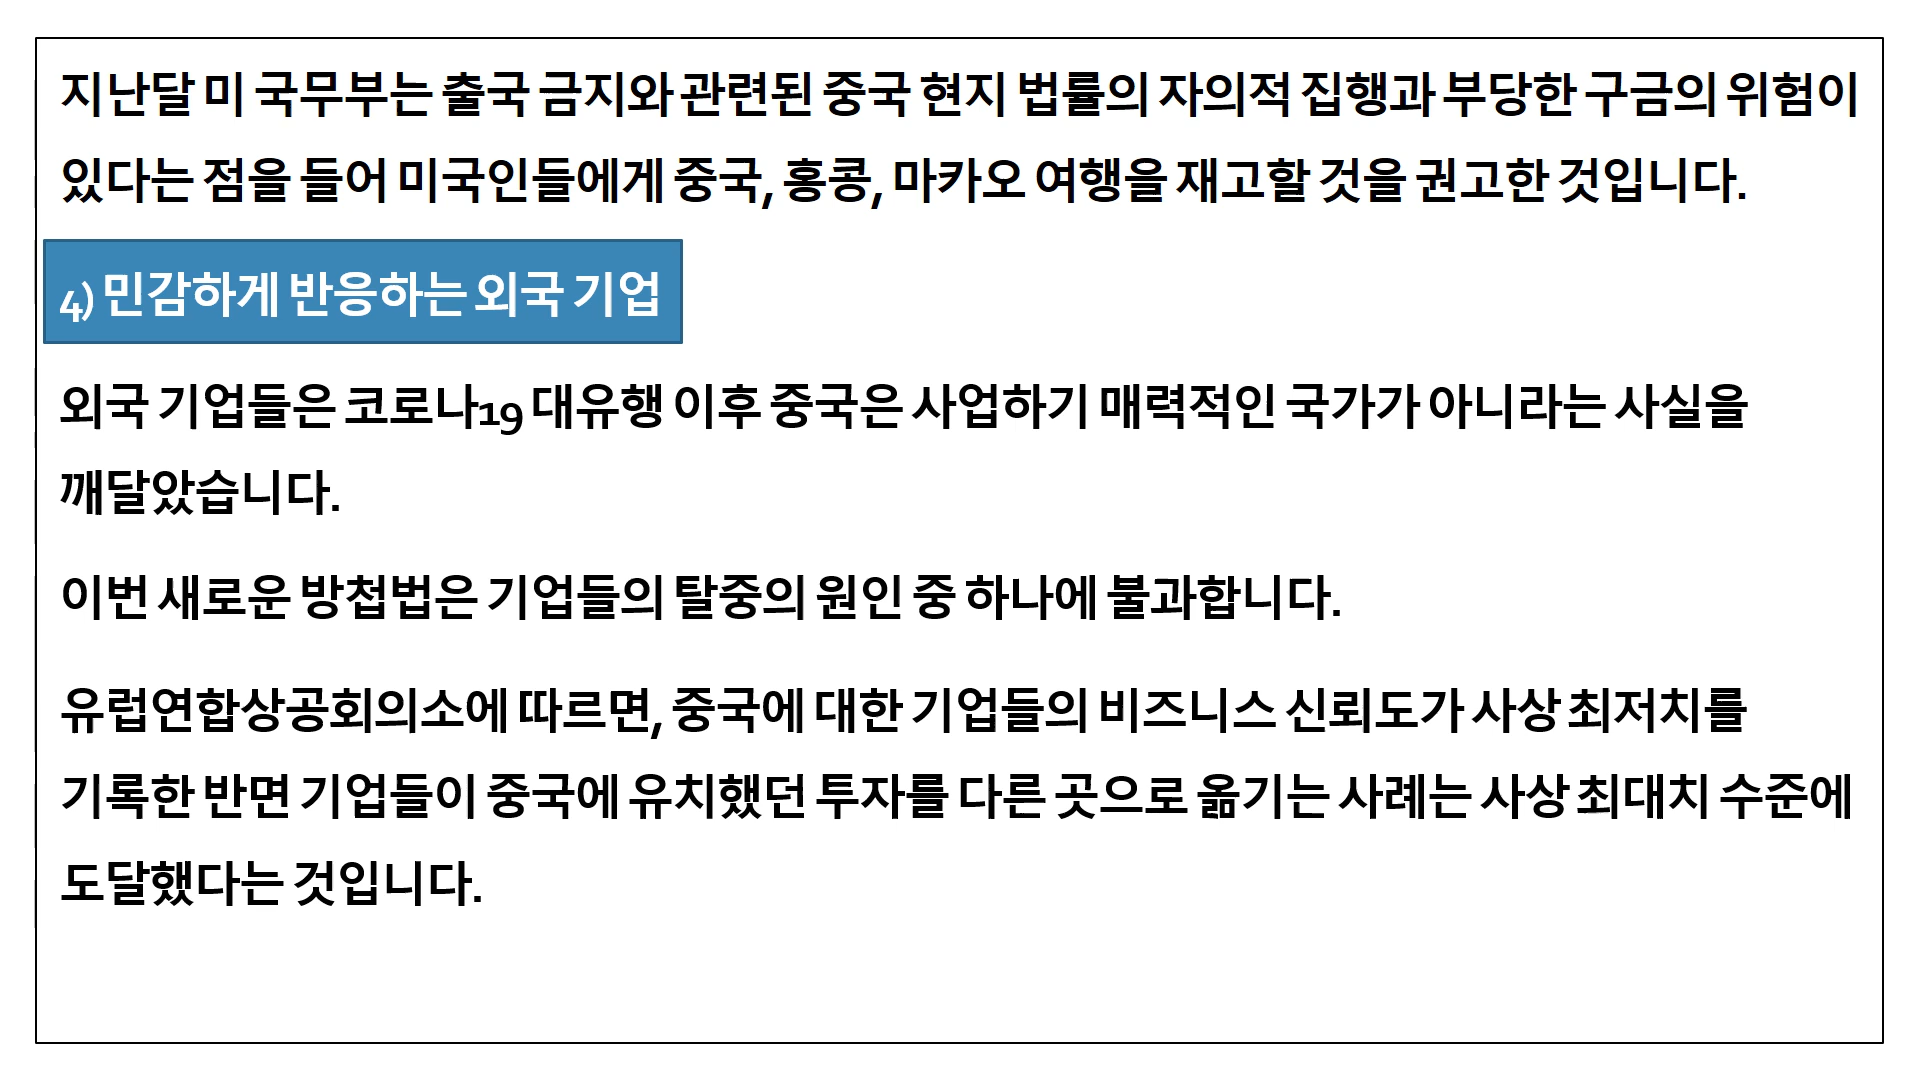 지난달 미 국무부는 출국 금지와 관련된 중국 현지 법률의 자의적 집행과 부당한 구금의 위험이
있다는 점을 들어 미국인들에게 중국, 홍콩, 마카오 여행을 재고할 것을 권고한 것입니다.
4) 민감하게 반응하는 외국 기업
외국 기업들은 코로나19 대유행 이후 중국은 사업하기 매력적인 국가가 아니라는 사실을
깨달았습니다.
이번 새로운 방첩법은 기업들의 탈중의 원인 중 하나에 불과합니다.
유럽연합상공회의소에 따르면, 중국에 대한 기업들의 비즈니스 신뢰도가 사상 최저치를
기록한 반면 기업들이 중국에 유치했던 투자를 다른 곳으로 옮기는 사례는 사상 최대치 수준에
도달했다는 것입니다.